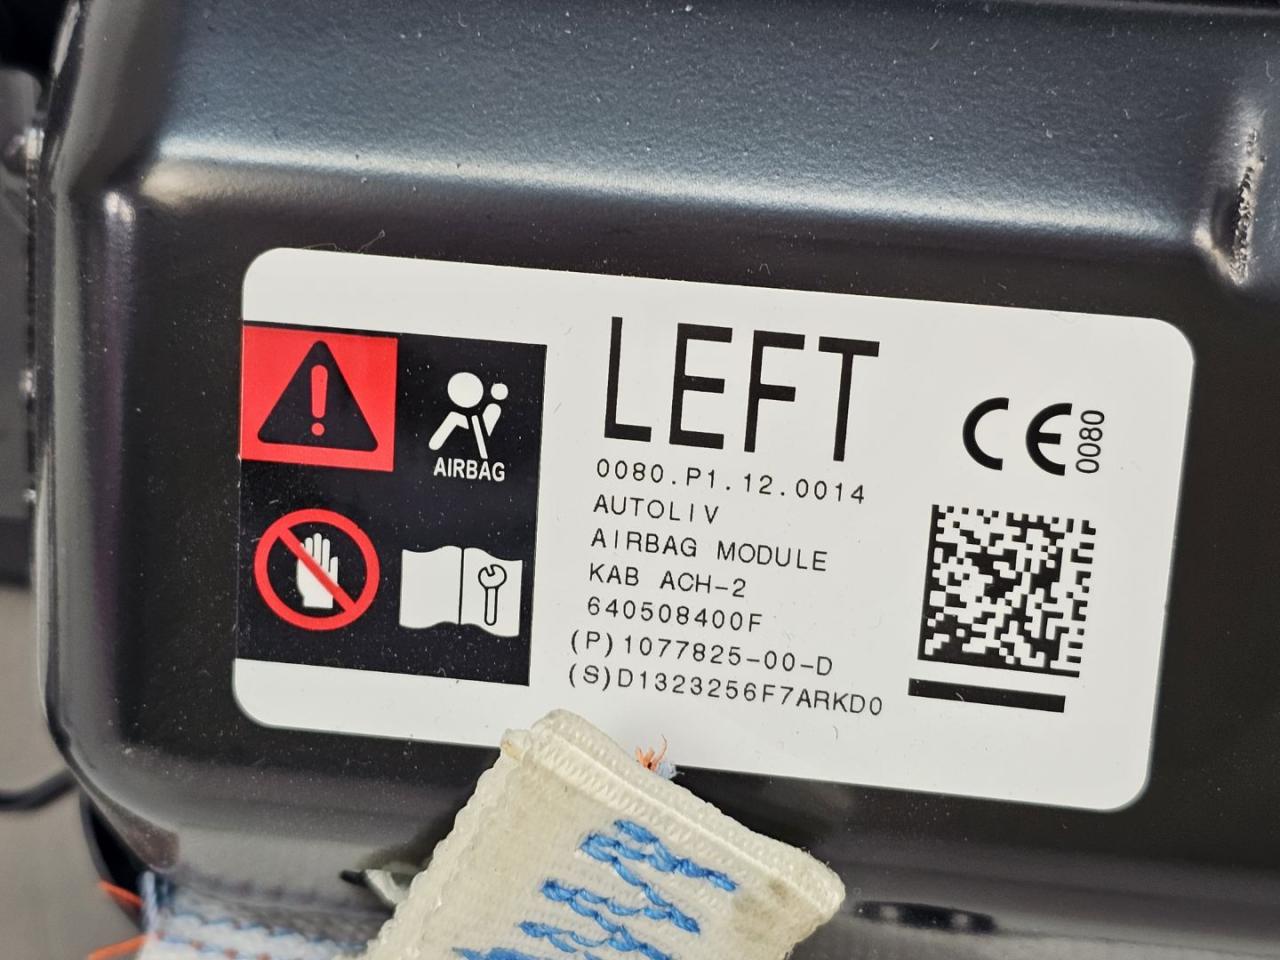 LEFT
CE 0080
AIRBAG
0080.P1.12.0014
AUTOLIV
AIRBAG MODULE
KAB ACH-2
640508400F
(P)1077825-00-D
(S)D1323256F7ARKD0